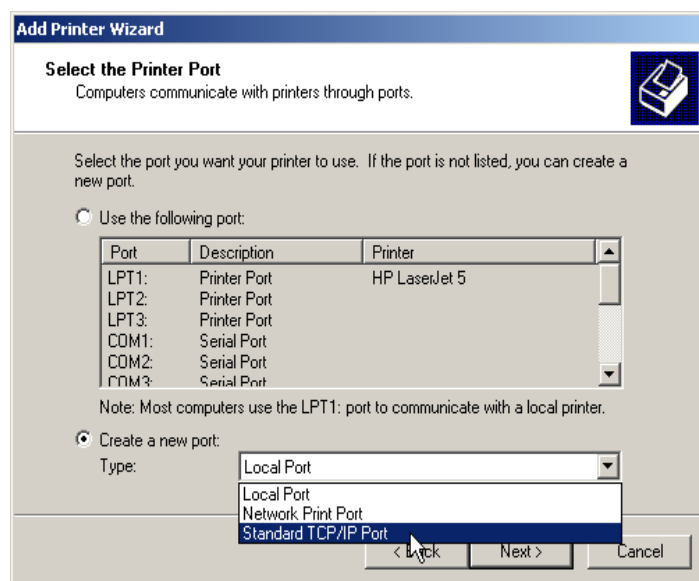 Add Printer Wizard
Select the Printer Port
Computers communicate with printers through ports.
Select the port you want your printer to use. If the port is not listed, you can create a
new port.
Use the following port:
Port Description Printer
LPT1: Printer Port HP LaserJet 5
LPT2: Printer Port
LPT3: Printer Port
COM1: Serial Port
COM2: Serial Port
COM3: Serial Port
Note: Most computers use the LPT1: port to communicate with a local printer.
Create a new port:
Type: Local Port
Local Port
Network Print Port
Standard TCP/IP Port
< Back Next > Cancel